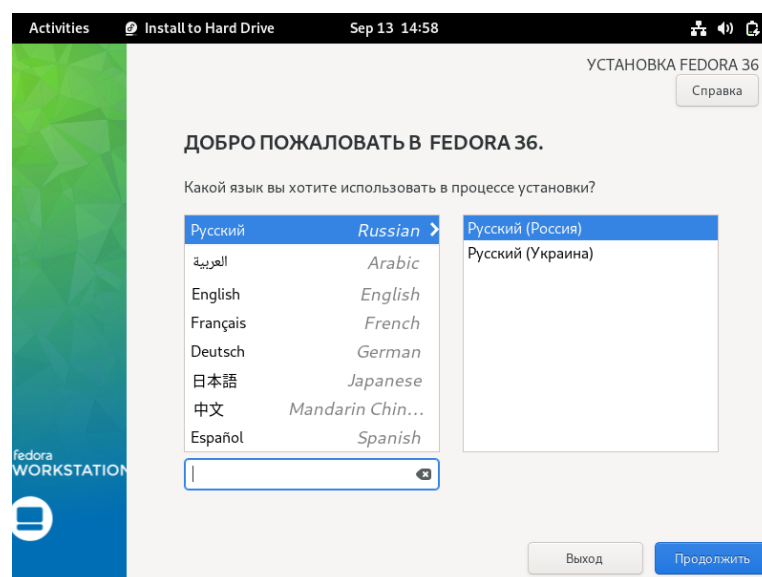 Activities Install to Hard Drive Sep 13 14:58
УСТАНОВКА FEDORA 36
Справка
ДОБРО ПОЖАЛОВАТЬ В FEDORA 36.
Какой язык вы хотите использовать в процессе установки?
Русский Russian
العربية Arabic
English English
Français French
Deutsch German
日本語 Japanese
中文 Mandarin Chin...
Español Spanish
Русский (Россия)
Русский (Украина)
fedora
WORKSTATION
Выход Продолжить